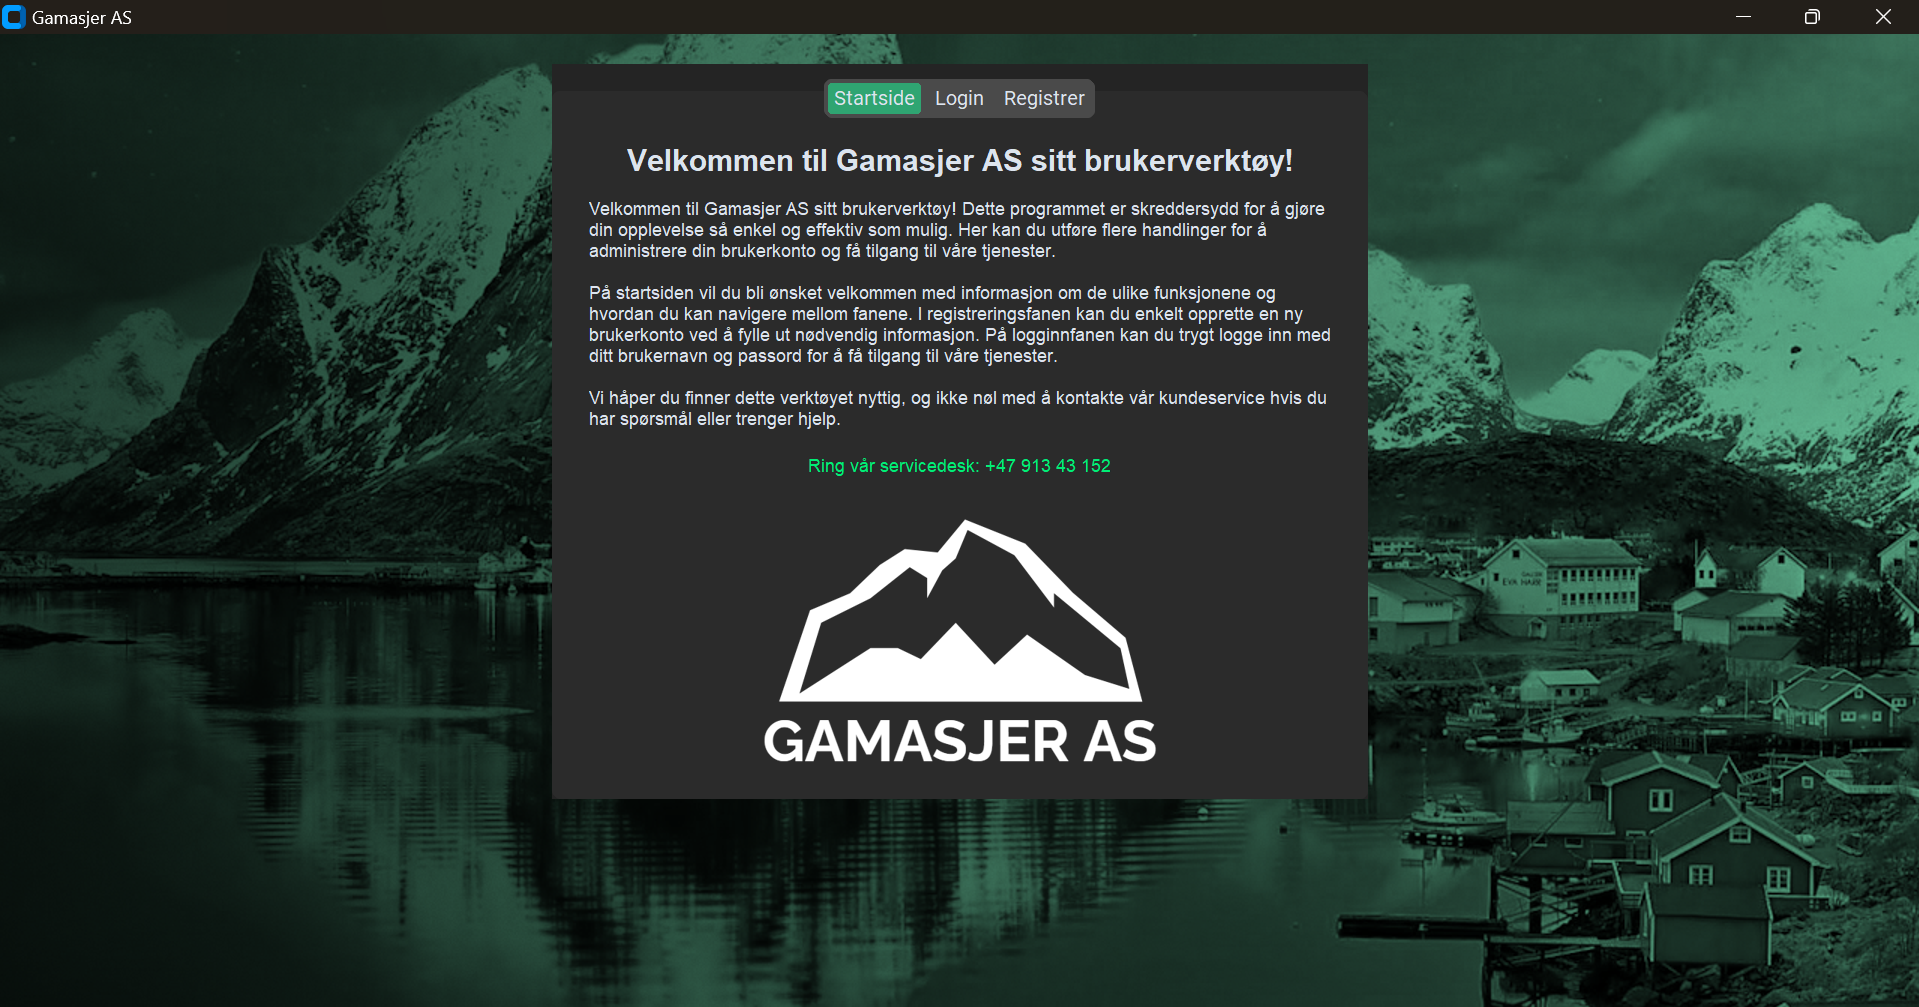 Gamasjer AS
Startside Login Registrer
Velkommen til Gamasjer AS sitt brukerverktøy!
Velkommen til Gamasjer AS sitt brukerverktøy! Dette programmet er skreddersydd for å gjøre
din opplevelse så enkel og effektiv som mulig. Her kan du utføre flere handlinger for å
administrere din brukerkonto og få tilgang til våre tjenester.
På startsiden vil du bli ønsket velkommen med informasjon om de ulike funksjonene og
hvordan du kan navigere mellom fanene. I registreringsfanen kan du enkelt opprette en ny
brukerkonto ved å fylle ut nødvendig informasjon. På logginnfanen kan du trygt logge inn med
ditt brukernavn og passord for å få tilgang til våre tjenester.
Vi håper du finner dette verktøyet nyttig, og ikke nøl med å kontakte vår kundeservice hvis du
har spørsmål eller trenger hjelp.
Ring vår servicedesk: +47 913 43 152
GAMASJER AS
EVA HARR